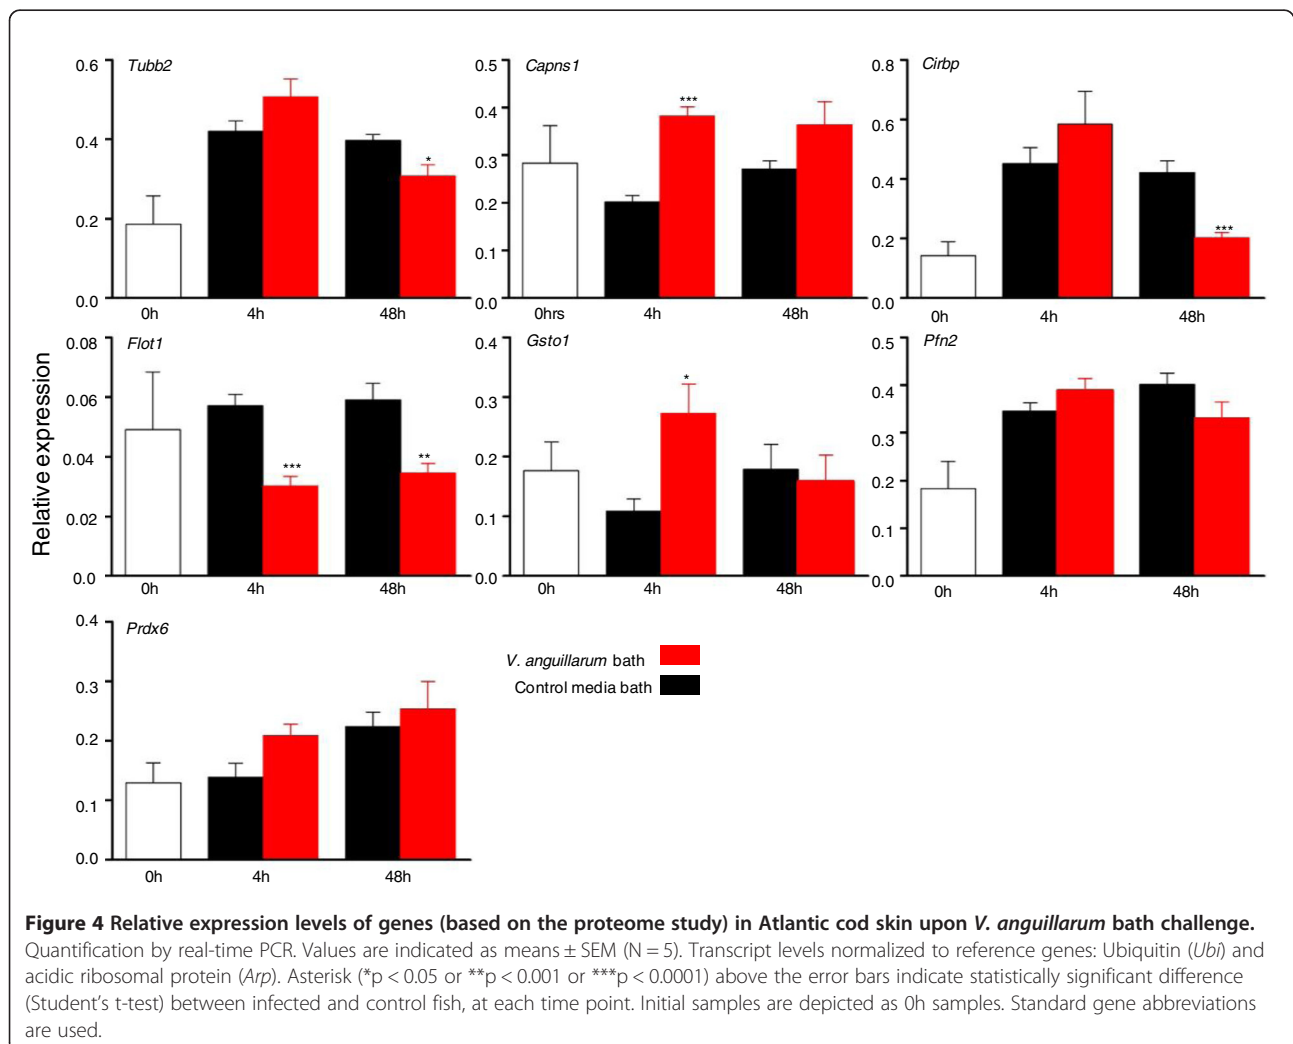 Relative expression
Tubb2
0.6
0.4
0.2
0.0
*
0h
4h
48h
Capns1
0.5
0.4
0.3
0.2
0.1
0.0
***
0hrs
4h
48h
Cirbp
0.8
0.6
0.4
0.2
0.0
***
0h
4h
48h
Flot1
0.08
0.06
0.04
0.02
0.0
***
**
0h
4h
48h
Gsto1
0.4
0.3
0.2
0.1
0.0
*
0h
4h
48h
Pfn2
0.5
0.4
0.3
0.2
0.1
0.0
0h
4h
48h
Prdx6
0.4
0.3
0.2
0.1
0.0
0h
4h
48h
V. anguillarum bath
Control media bath
Figure 4 Relative expression levels of genes (based on the proteome study) in Atlantic cod skin upon V. anguillarum bath challenge.
Quantification by real-time PCR. Values are indicated as means ± SEM (N = 5). Transcript levels normalized to reference genes: Ubiquitin (Ubi) and
acidic ribosomal protein (Arp). Asterisk (*p < 0.05 or **p < 0.001 or ***p < 0.0001) above the error bars indicate statistically significant difference
(Student's t-test) between infected and control fish, at each time point. Initial samples are depicted as 0h samples. Standard gene abbreviations
are used.